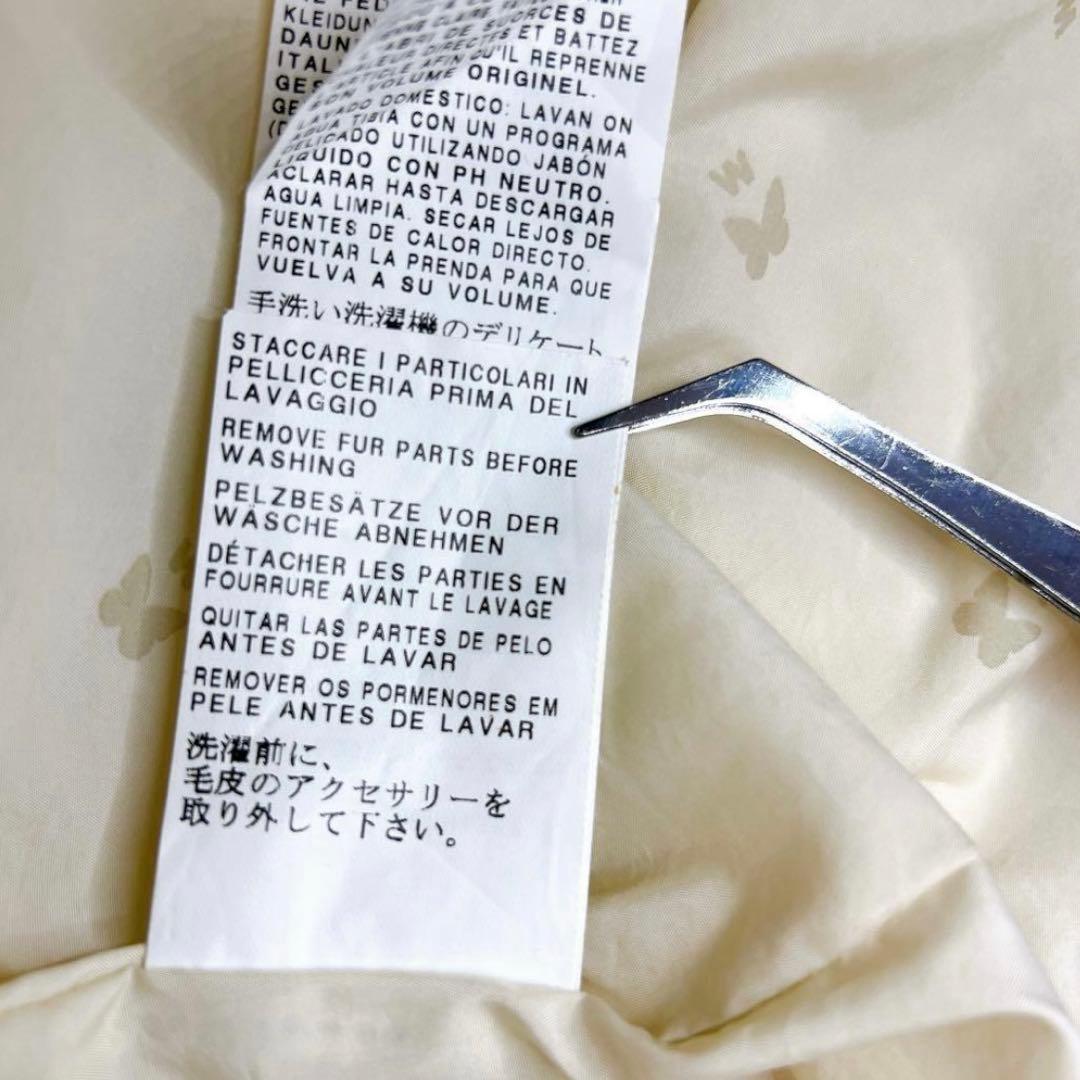 KLEIDUN
DAUN
ITAL
GES
SUORCES DE
ET BATTEZ
AFIN QU'IL REPRENNE
SON VOLUME ORIGINEL.
LAVADO DOMESTICO: LAVAR ON
AGUA TIBIA CON UN PROGRAMA
DELICADO UTILIZANDO JABÓN
LIQUIDO CON PH NEUTRO.
ACLARAR HASTA DESCARGAR
AGUA LIMPIA. SECAR LEJOS DE
FUENTES DE CALOR DIRECTO.
FRONTAR LA PRENDA PARA QUE
VUELVA A SU VOLUME.
手洗い洗濯機のデリケート
STACCARE I PARTICOLARI IN
PELLICCERIA PRIMA DEL
LAVAGGIO
REMOVE FUR PARTS BEFORE
WASHING
PELZBESÄTZE VOR DER
WÄSCHE ABNEHMEN
DÉTACHER LES PARTIES EN
FOURRURE AVANT LE LAVAGE
QUITAR LAS PARTES DE PELO
ANTES DE LAVAR
REMOVER OS PORMENORES EM
PELE ANTES DE LAVAR
洗濯前に、
毛皮のアクセサリーを
取り外して下さい。